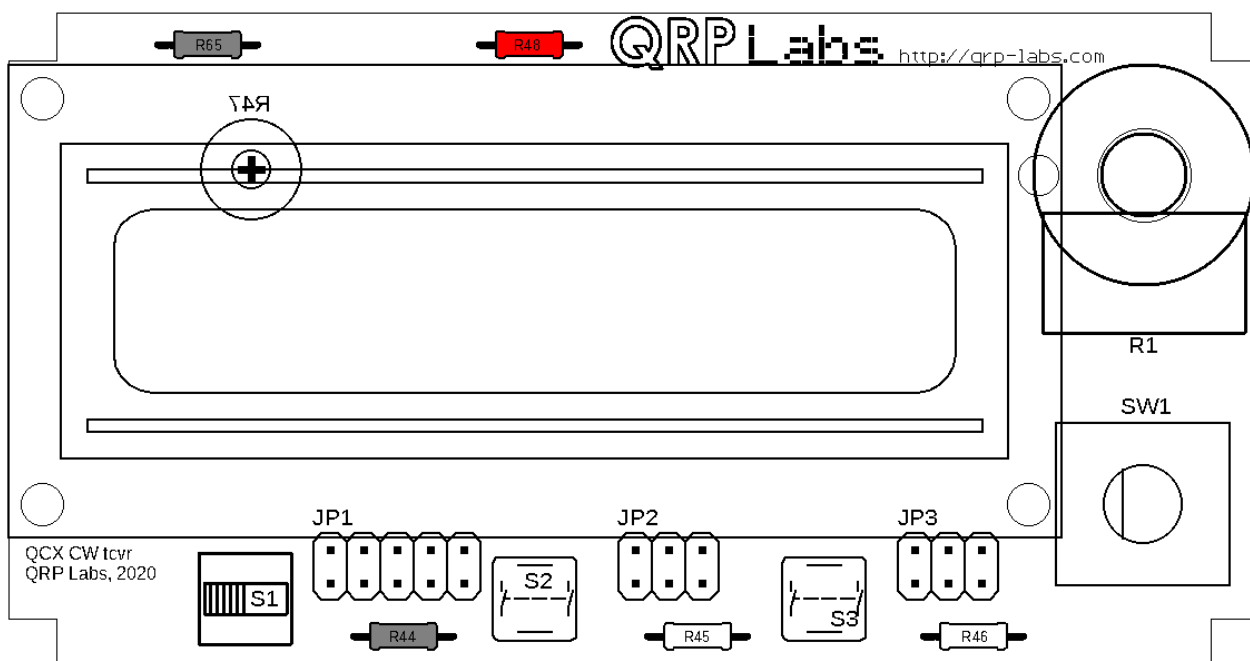 R65
R48
QRP Labs
http://qrp-labs.com
R47
R1
SW1
JP1
JP2
JP3
QCX CW tcvr
QRP Labs, 2020
S1
S2
S3
R44
R45
R46